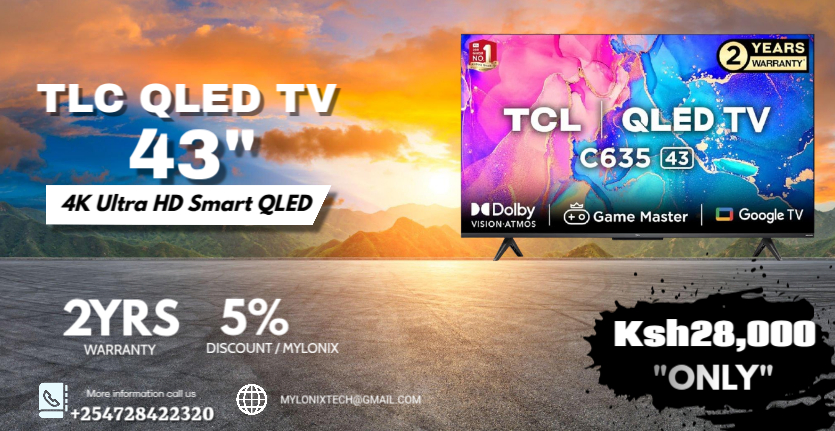 TLC QLED TV
43"
4K Ultra HD Smart QLED
NO.
1
2 YEARS
WARRANTY*
TCL | QLED TV
C635 43
Dolby
VISION·ATMOS
Game Master
Google TV
2YRS
WARRANTY
5%
DISCOUNT / MYLONIX
Ksh28,000
"ONLY"
More information call us
+254728422320
MYLONIXTECH@GMAIL.COM